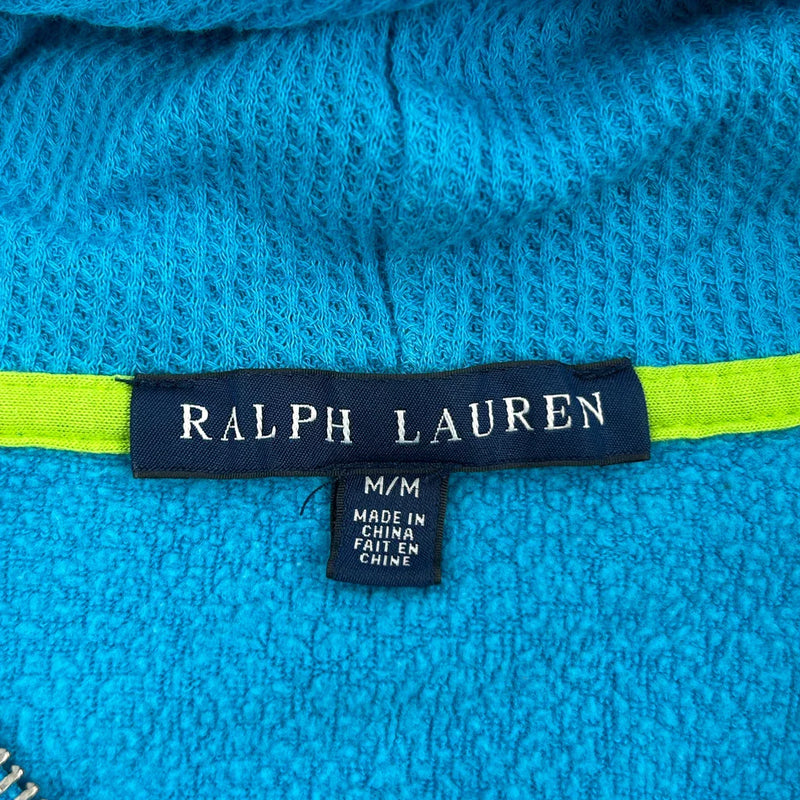 RALPH LAUREN
M/M
MADE IN
CHINA
FAIT EN
CHINE